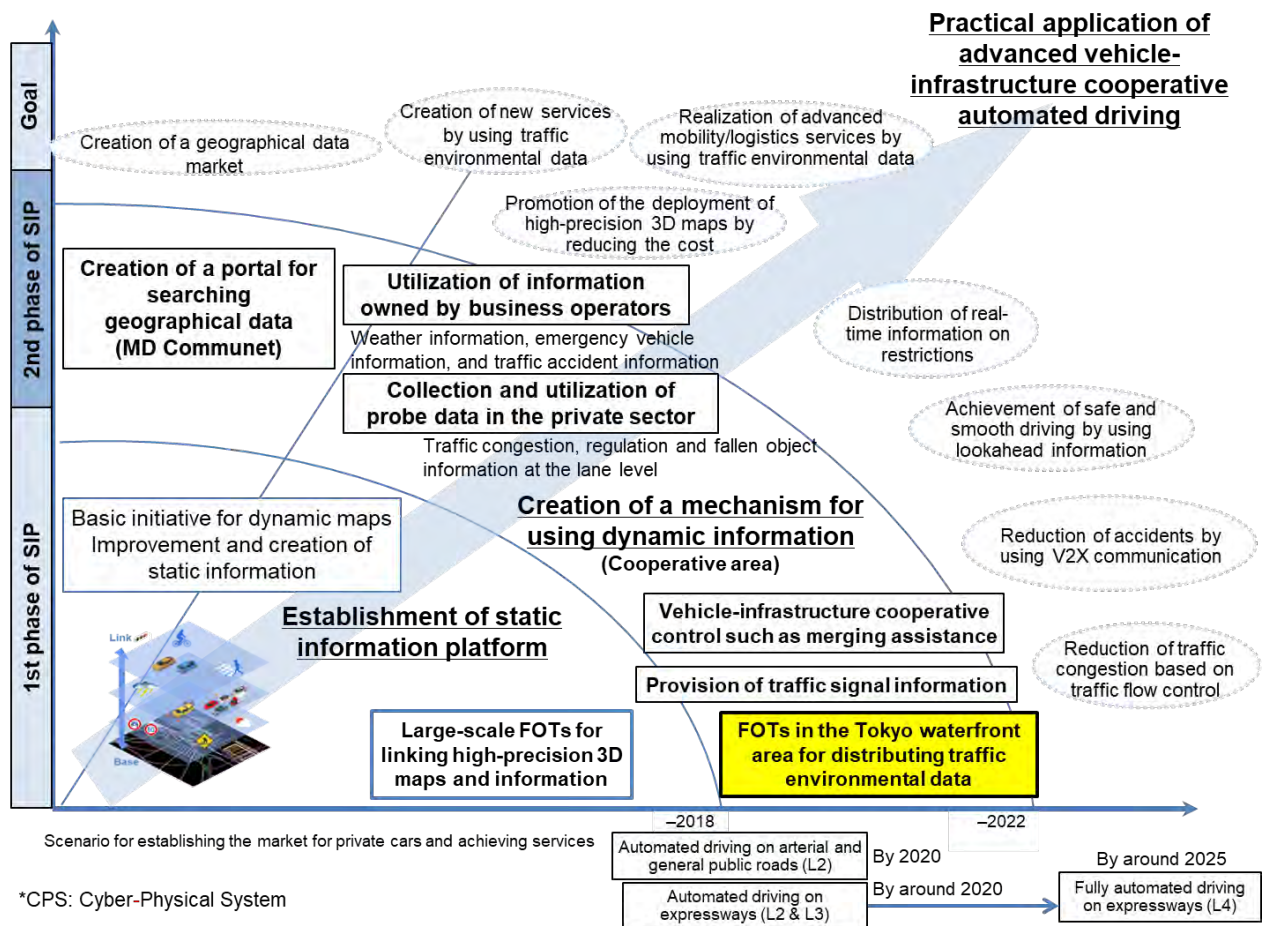 Practical application of
advanced vehicle-
infrastructure cooperative
automated driving
Goal
Creation of a geographical data
market
Creation of new services
by using traffic
environmental data
Realization of advanced
mobility/logistics services by
using traffic environmental data
Promotion of the deployment of
high-precision 3D maps by
reducing the cost
2nd phase of SIP
Creation of a portal for
searching
geographical data
(MD Communet)
Utilization of information
owned by business operators
Weather information, emergency vehicle
information, and traffic accident information
Collection and utilization of
probe data in the private sector
Traffic congestion, regulation and fallen object
information at the lane level
Distribution of real-
time information on
restrictions
Achievement of safe and
smooth driving by using
lookahead information
1st phase of SIP
Basic initiative for dynamic maps
Improvement and creation of
static information
Creation of a mechanism for
using dynamic information
(Cooperative area)
Reduction of accidents by
using V2X communication
Establishment of static
information platform
Vehicle-infrastructure cooperative
control such as merging assistance
Provision of traffic signal information
Reduction of traffic
congestion based on
traffic flow control
Link
Base
Large-scale FOTs for
linking high-precision 3D
maps and information
FOTs in the Tokyo waterfront
area for distributing traffic
environmental data
–2018
–2022
Scenario for establishing the market for private cars and achieving services
Automated driving on arterial and
general public roads (L2)
By 2020
By around 2025
Automated driving on
expressways (L2 & L3)
By around 2020
Fully automated driving
on expressways (L4)
*CPS: Cyber-Physical System